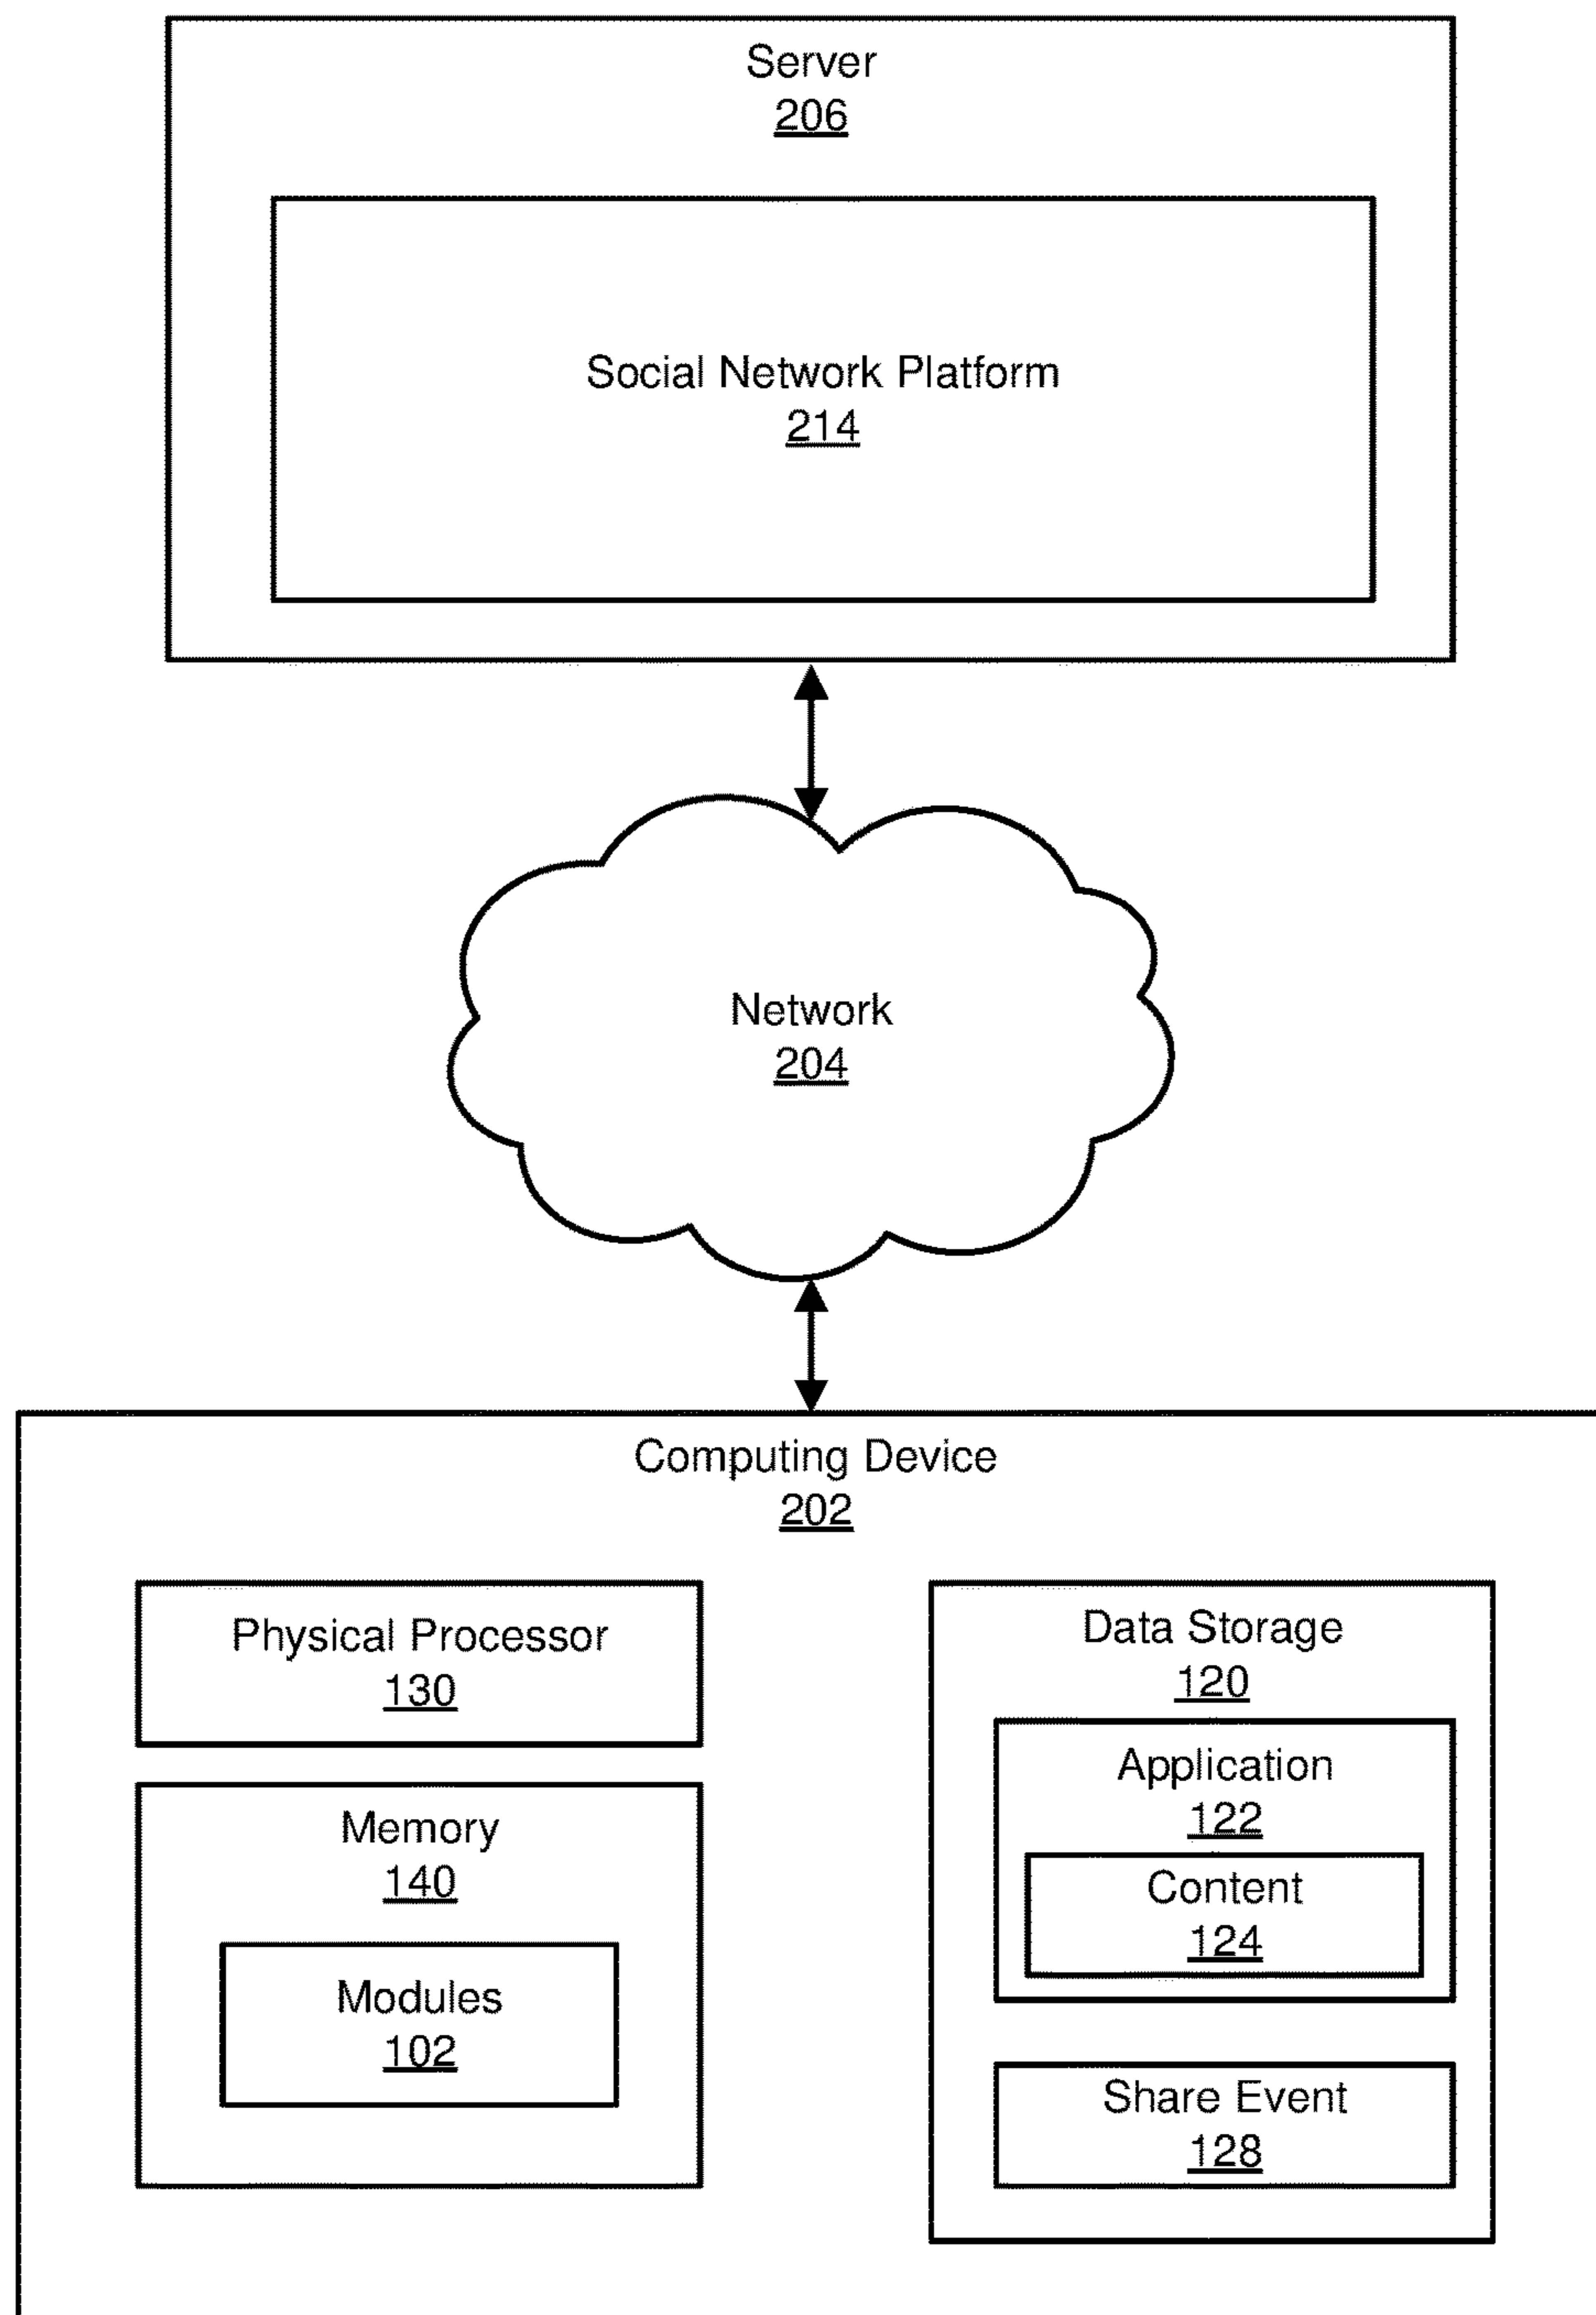 Server
206
Social Network Platform
214
Network
204
Computing Device
202
Physical Processor
130
Memory
140
Modules
102
Data Storage
120
Application
122
Content
124
Share Event
128